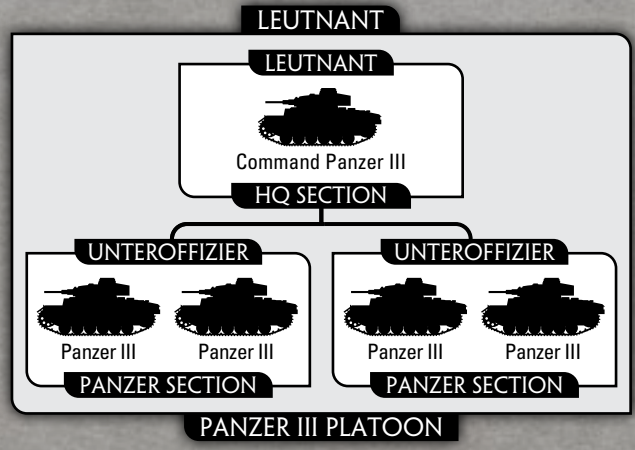 LEUTNANT
LEUTNANT
Command Panzer III
HQ SECTION
UNTEROFFIZIER
Panzer III Panzer III
PANZER SECTION
UNTEROFFIZIER
Panzer III Panzer III
PANZER SECTION
PANZER III PLATOON